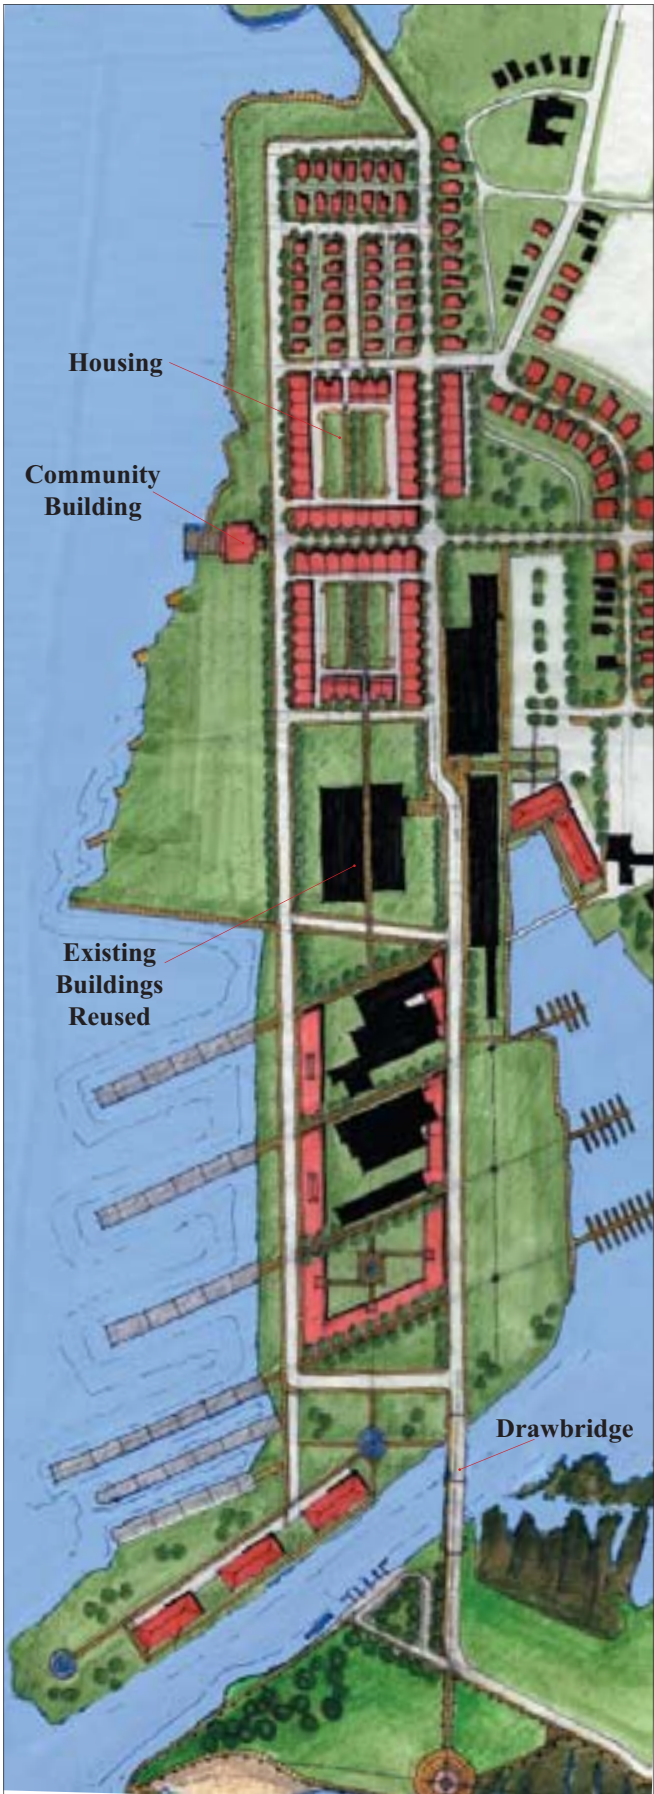 Housing
Community
Building
Existing
Buildings
Reused
Drawbridge